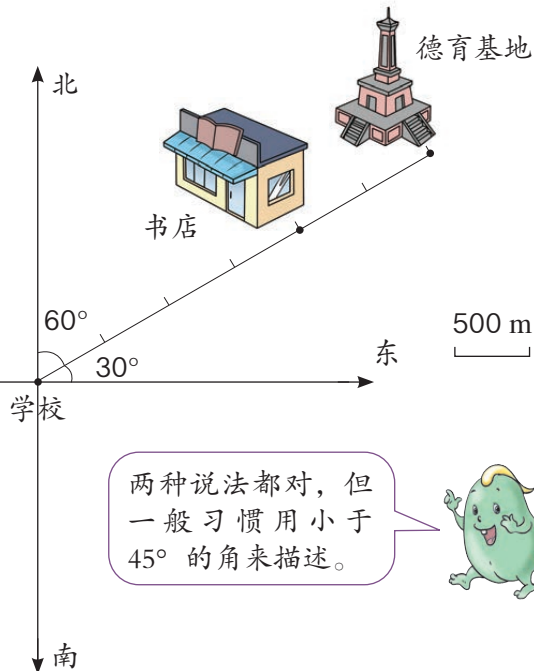 德育基地
北
书店
60°
500 m
东
30°
学校
两种说法都对，但
一般习惯用小于
45° 的角来描述。
南